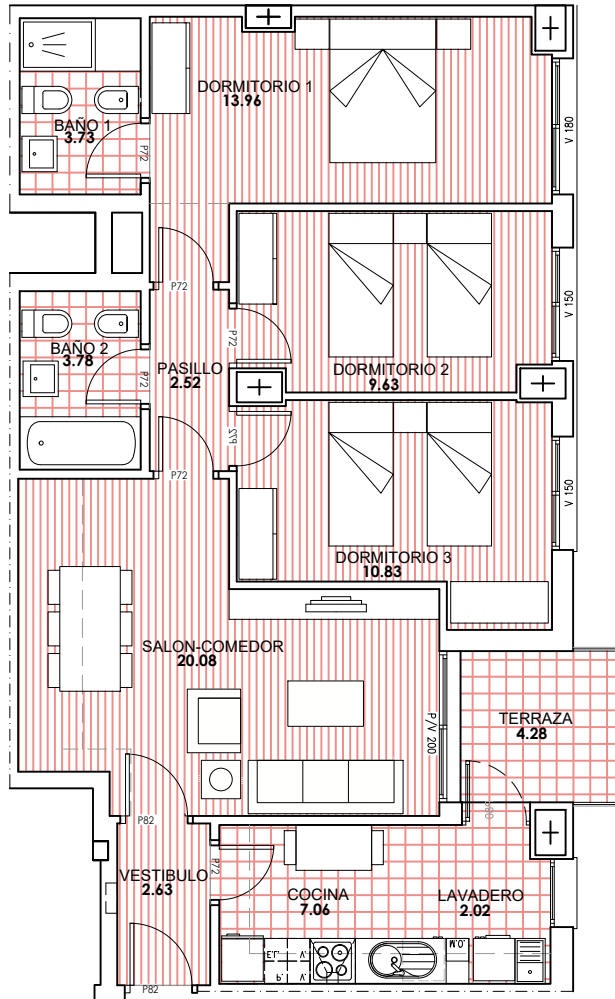 DORMITORIO 1
13.96
BAÑO 1
3.73
P72
V 180
P72
BAÑO 2
3.78
P72
PASILLO
2.52
P72
DORMITORIO 2
9.63
V 150
P72
P72
DORMITORIO 3
10.83
V 150
SALON-COMEDOR
20.08
P/V 200
TERRAZA
4.28
P82
P72
VESTIBULO
2.63
COCINA
7.06
LAVADERO
2.02
O.M.
P82